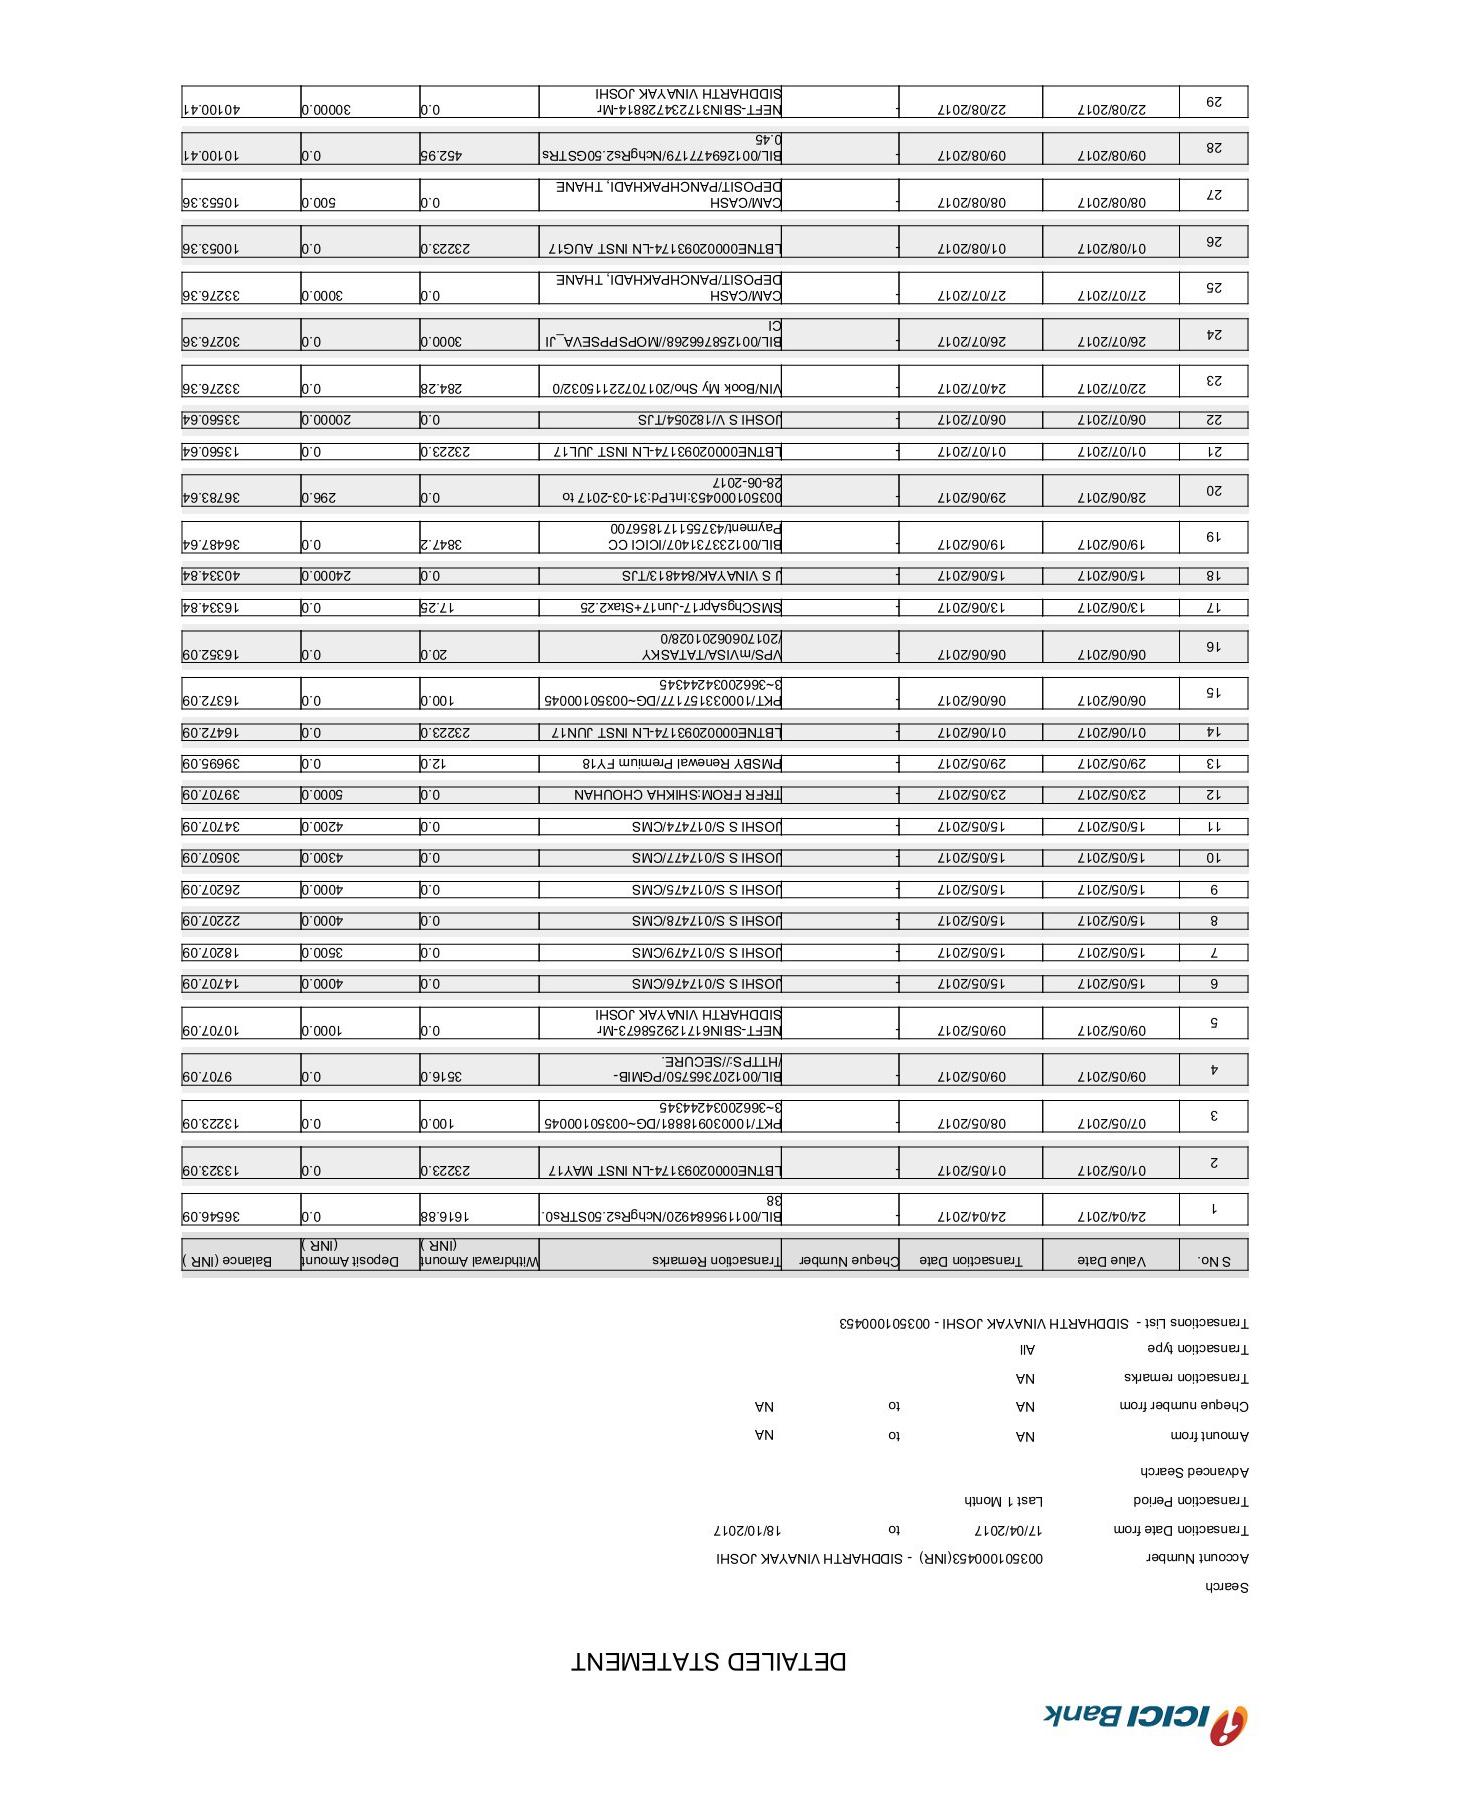 ICICI Bank
DETAILED STATEMENT
Search
Account Number 003501000453(INR) - SIDDHARTH VINAYAK JOSHI
Transaction Date from 17/04/2017 to 18/10/2017
Transaction Period Last 1 Month
Advanced Search
Amount from NA to NA
Cheque number from NA to NA
Transaction remarks NA
Transaction type All
Transactions List - SIDDHARTH VINAYAK JOSHI - 003501000453
S No. Value Date Transaction Date Cheque Number Transaction Remarks Withdrawal Amount Deposit Amount Balance (INR )
(INR ) (INR )
1 24/04/2017 24/04/2017 - BIL/001195684920/NchgRs2.50STRs0. 1616.88 0.0 36546.09
38
2 01/05/2017 01/05/2017 - LBTNE00002093174-LN INST MAY17 23223.0 0.0 13323.09
3 07/05/2017 08/05/2017 - PKT/100030918881/DG~00350100045 100.0 0.0 13223.09
3~3662003424434​5
4 09/05/2017 09/05/2017 - BIL/001207365750/PGMIB- 3516.0 0.0 9707.09
/HTTPS://SECURE.
5 09/05/2017 09/05/2017 - NEFT-SBIN617129258673-Mr 0.0 1000.0 10707.09
SIDDHARTH VINAYAK JOSHI
6 15/05/2017 15/05/2017 - JOSHI S S/017476/CMS 0.0 4000.0 14707.09
7 15/05/2017 15/05/2017 - JOSHI S S/017479/CMS 0.0 3500.0 18207.09
8 15/05/2017 15/05/2017 - JOSHI S S/017478/CMS 0.0 4000.0 22207.09
9 15/05/2017 15/05/2017 - JOSHI S S/017475/CMS 0.0 4000.0 26207.09
10 15/05/2017 15/05/2017 - JOSHI S S/017477/CMS 0.0 4300.0 30507.09
11 15/05/2017 15/05/2017 - JOSHI S S/017474/CMS 0.0 4200.0 34707.09
12 23/05/2017 23/05/2017 - TRFR FROM:SHIKHA CHOUHAN 0.0 5000.0 39707.09
13 29/05/2017 29/05/2017 - PMSBY Renewal Premium FY18 12.0 0.0 39695.09
14 01/06/2017 01/06/2017 - LBTNE00002093174-LN INST JUN17 23223.0 0.0 16472.09
15 06/06/2017 06/06/2017 - PKT/100033157177/DG~00350100045 100.0 0.0 16372.09
3~36620034244345
16 06/06/2017 06/06/2017 - VPS/mVISA/TATASKY 20.0 0.0 16352.09
/201706062010​28/0
17 13/06/2017 13/06/2017 - SMSChgsApr17-Jun17+Stax2.25 17.25 0.0 16334.84
18 15/06/2017 15/06/2017 - J S VINAYAK/844813/TJS 0.0 24000.0 40334.84
19 19/06/2017 19/06/2017 - BIL/001233731407/ICICI CC 3847.2 0.0 36487.64
Payment/4375511718567​00
20 28/06/2017 29/06/2017 - 003501000453:Int.Pd:31-03-2017 to 0.0 296.0 36783.64
28-06-2017
21 01/07/2017 01/07/2017 - LBTNE00002093174-LN INST JUL17 23223.0 0.0 13560.64
22 06/07/2017 06/07/2017 - JOSHI S V/182054/TJS 0.0 20000.0 33560.64
23 22/07/2017 24/07/2017 - VIN/Book My Sho/20170722115032/0 284.28 0.0 33276.36
24 26/07/2017 26/07/2017 - BIL/001258766268//MOPSPPSEVA_JI 3000.0 0.0 30276.36
CI
25 27/07/2017 27/07/2017 - CAM/CASH 0.0 3000.0 33276.36
DEPOSIT/PANCHPAKHADI, THANE
26 01/08/2017 01/08/2017 - LBTNE00002093174-LN INST AUG17 23223.0 0.0 10053.36
27 08/08/2017 08/08/2017 - CAM/CASH 0.0 500.0 10553.36
DEPOSIT/PANCHPAKHADI, THANE
28 09/08/2017 09/08/2017 - BIL/001269477179/NchgRs2.50GSTRs 452.95 0.0 10100.41
0.45
29 22/08/2017 22/08/2017 - NEFT-SBIN317234728814-Mr 0.0 30000.0 40100.41
SIDDHARTH VINAYAK JOSHI